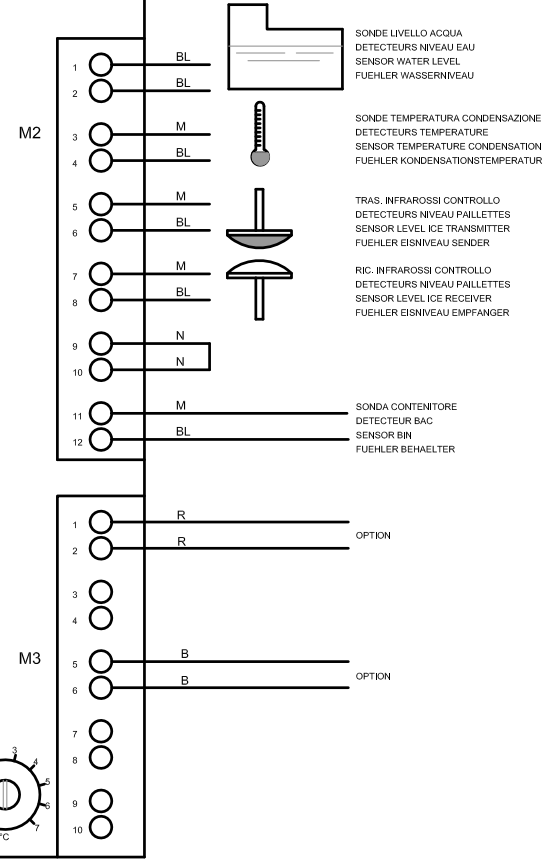 M2
1 BL
2 BL
SONDE LIVELLO ACQUA
DETECTEURS NIVEAU EAU
SENSOR WATER LEVEL
FUEHLER WASSERNIVEAU
3 M
4 BL
SONDE TEMPERATURA CONDENSAZIONE
DETECTEURS TEMPERATURE
SENSOR TEMPERATURE CONDENSATION
FUEHLER KONDENSATIONSTEMPERATUR
5 M
6 BL
TRAS. INFRAROSSI CONTROLLO
DETECTEURS NIVEAU PAILLETTES
SENSOR LEVEL ICE TRANSMITTER
FUEHLER EISNIVEAU SENDER
7 M
8 BL
RIC. INFRAROSSI CONTROLLO
DETECTEURS NIVEAU PAILLETTES
SENSOR LEVEL ICE RECEIVER
FUEHLER EISNIVEAU EMPFANGER
9 N
10 N
11 M
12 BL
SONDA CONTENITORE
DETECTEUR BAC
SENSOR BIN
FUEHLER BEHAELTER
M3
1 R
2 R
OPTION
3
4
5 B
6 B
OPTION
7
8
9
10
3
4
5
6
7
°C